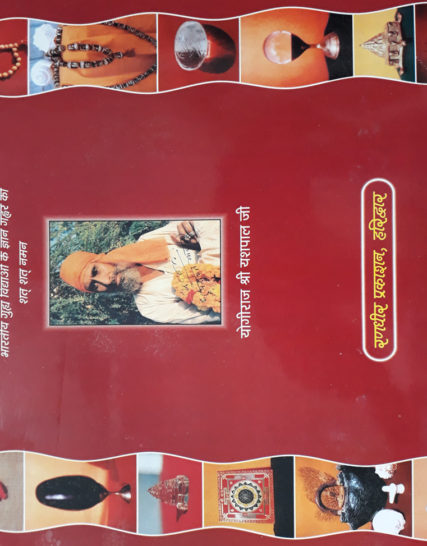 भारतीय गुह्य विद्याओं के ज्ञान गह्वर को
शत् शत् नमन
योगीराज श्री यशपाल जी
रणधीर प्रकाशन, हरिद्वार